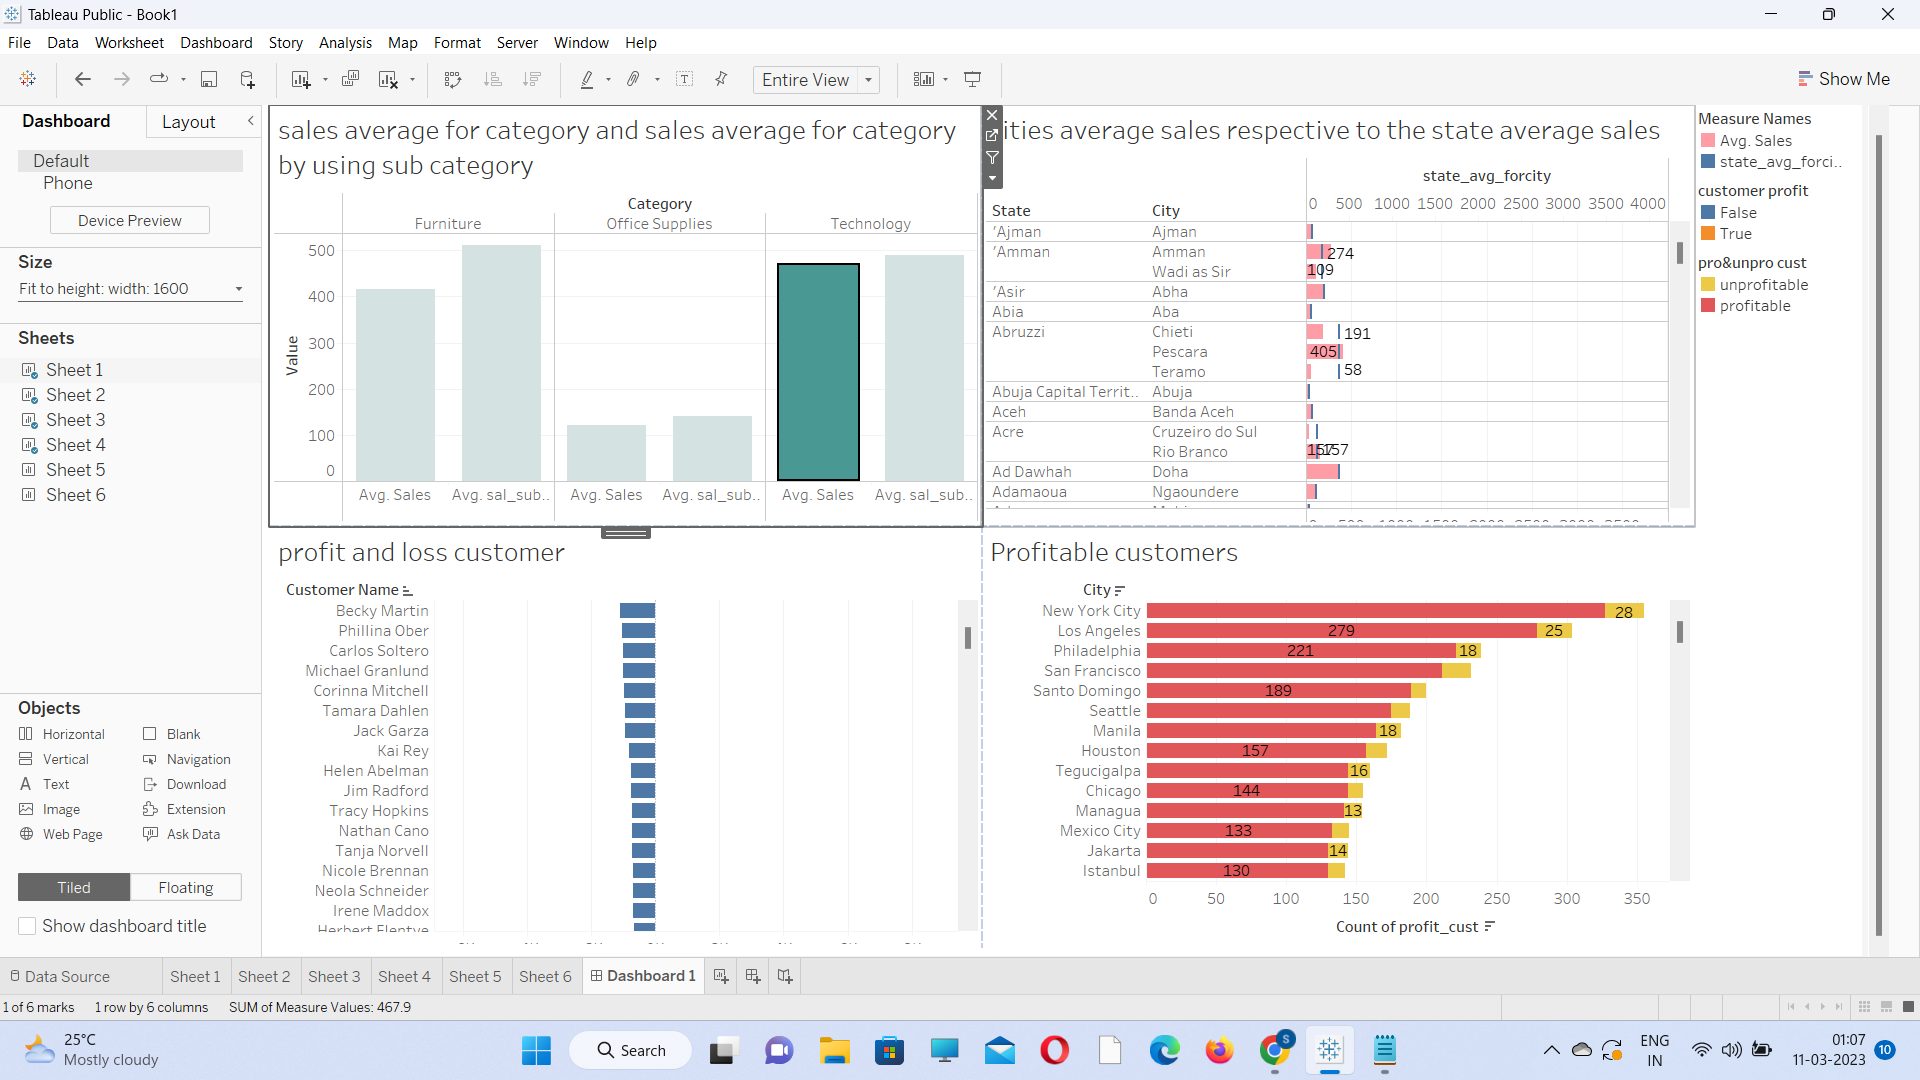 Tableau Public - Book1
File Data Worksheet Dashboard Story Analysis Map Format Server Window Help
Entire View
Show Me
Dashboard Layout
Default
Phone
Device Preview
Size
Fit to height: width: 1600
Sheets
Sheet 1
Sheet 2
Sheet 3
Sheet 4
Sheet 5
Sheet 6
Objects
Horizontal Blank
Vertical Navigation
Text Download
Image Extension
Web Page Ask Data
Tiled Floating
Show dashboard title
sales average for category and sales average for category
by using sub category
Category
Furniture Office Supplies Technology
Value
500
400
300
200
100
0
Avg. Sales Avg. sal_sub.. Avg. Sales Avg. sal_sub.. Avg. Sales Avg. sal_sub..
ities average sales respective to the state average sales
state_avg_forcity
State City 0 500 1000 1500 2000 2500 3000 3500 4000
'Ajman Ajman
'Amman Amman 274
Wadi as Sir 109
'Asir Abha
Abia Aba
Abruzzi Chieti 191
Pescara 405
Teramo 58
Abuja Capital Territ.. Abuja
Aceh Banda Aceh
Acre Cruzeiro do Sul
Rio Branco 157 157
Ad Dawhah Doha
Adamaoua Ngaoundere
Measure Names
Avg. Sales
state_avg_forci..
customer profit
False
True
pro&unpro cust
unprofitable
profitable
profit and loss customer
Customer Name
Becky Martin
Phillina Ober
Carlos Soltero
Michael Granlund
Corinna Mitchell
Tamara Dahlen
Jack Garza
Kai Rey
Helen Abelman
Jim Radford
Tracy Hopkins
Nathan Cano
Tanja Norvell
Nicole Brennan
Neola Schneider
Irene Maddox
Herbert Flentye
Profitable customers
City
New York City 28
Los Angeles 279 25
Philadelphia 221 18
San Francisco
Santo Domingo 189
Seattle
Manila 18
Houston 157
Tegucigalpa 16
Chicago 144
Managua 13
Mexico City 133
Jakarta 14
Istanbul 130
0 50 100 150 200 250 300 350
Count of profit_cust
Data Source Sheet 1 Sheet 2 Sheet 3 Sheet 4 Sheet 5 Sheet 6 Dashboard 1
1 of 6 marks 1 row by 6 columns SUM of Measure Values: 467.9
25°C
Mostly cloudy
Search
S
ENG
IN
01:07
11-03-2023
10